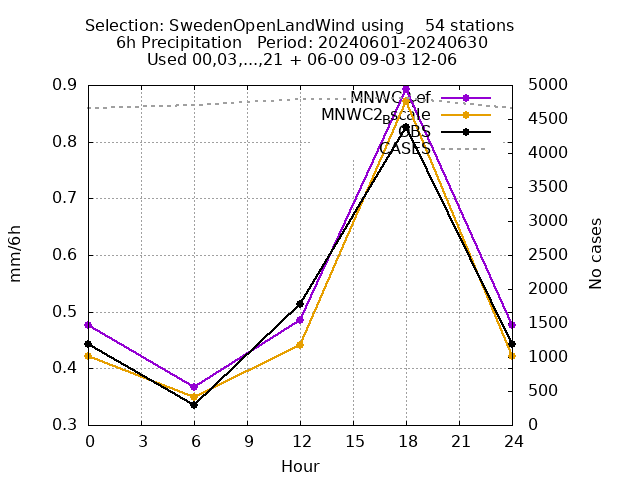 Selection: SwedenOpenLandWind using 54 stations
6h Precipitation Period: 20240601-20240630
Used 00,03,...,21 + 06-00 09-03 12-06
mm/6h
0.9
0.8
0.7
0.6
0.5
0.4
0.3
5000
4500
4000
3500
3000
2500
2000
1500
1000
500
0
No cases
MNWC2
MNWC2_Bscale
OBS
CASES
0 3 6 9 12 15 18 21 24
Hour